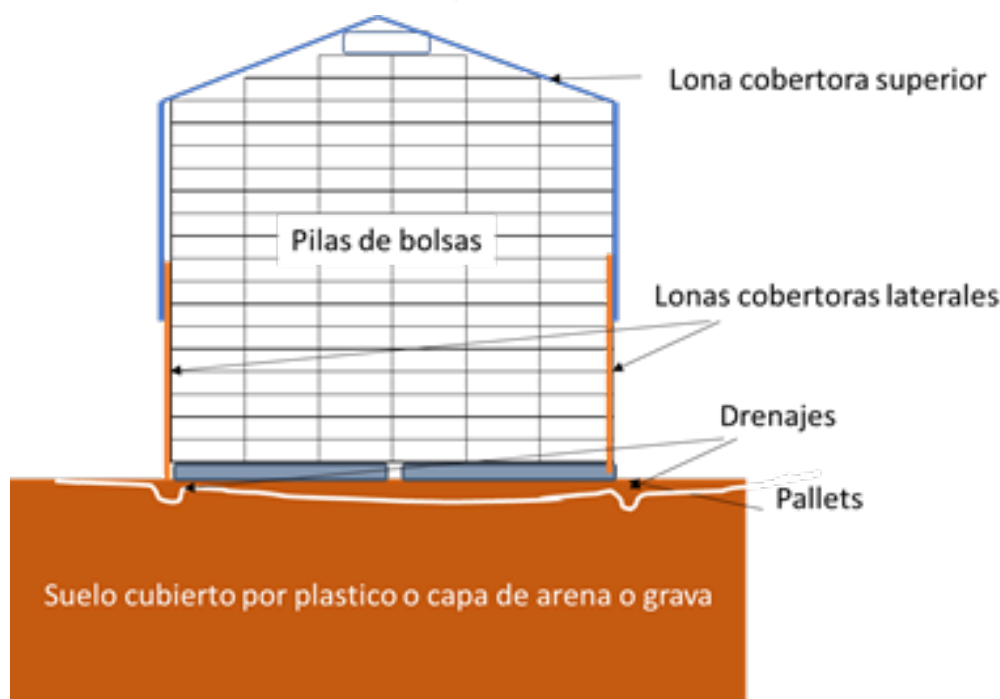 Lona cobertora superior
Pilas de bolsas
Lonas cobertoras laterales
Drenajes
Pallets
Suelo cubierto por plastico o capa de arena o grava